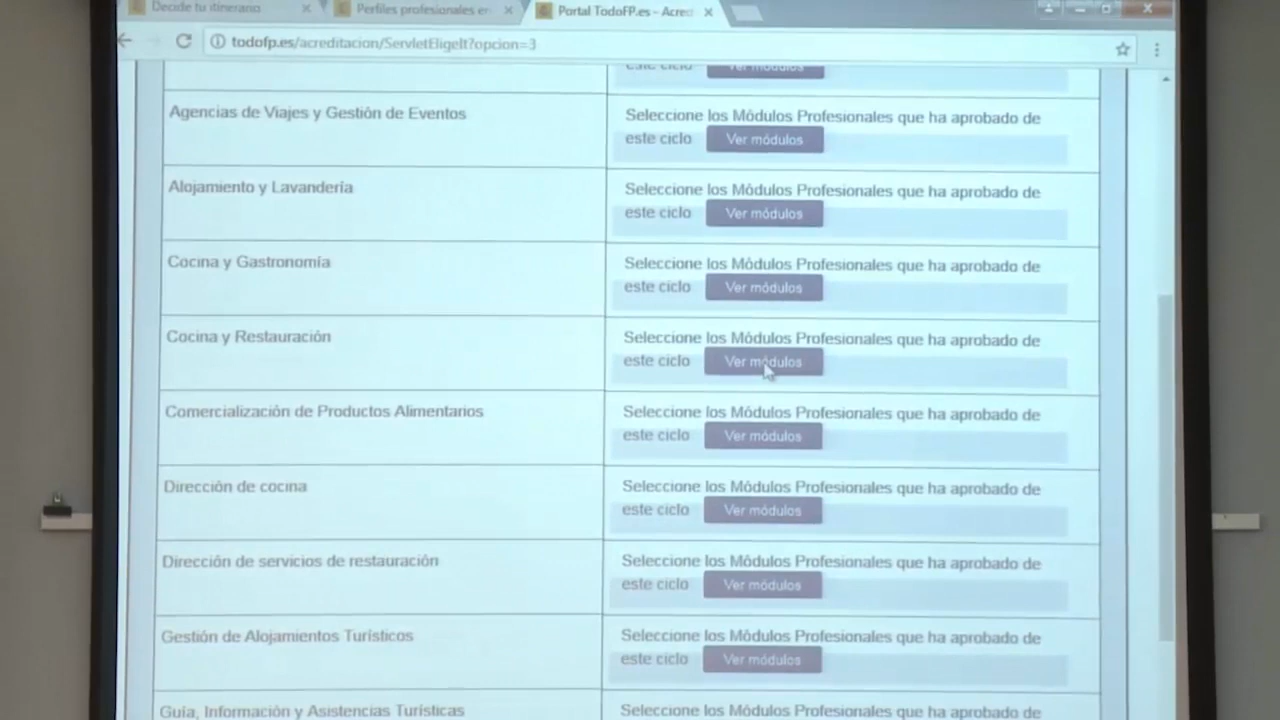 Decide tu itinerario
Perfiles profesionales en
Portal TodoFP.es - Acred
todofp.es/acreditacion/ServletEligeIt?opcion=3
este ciclo Ver módulos
Agencias de Viajes y Gestión de Eventos
Seleccione los Módulos Profesionales que ha aprobado de
este ciclo Ver módulos
Alojamiento y Lavandería
Seleccione los Módulos Profesionales que ha aprobado de
este ciclo Ver módulos
Cocina y Gastronomía
Seleccione los Módulos Profesionales que ha aprobado de
este ciclo Ver módulos
Cocina y Restauración
Seleccione los Módulos Profesionales que ha aprobado de
este ciclo Ver módulos
Comercialización de Productos Alimentarios
Seleccione los Módulos Profesionales que ha aprobado de
este ciclo Ver módulos
Dirección de cocina
Seleccione los Módulos Profesionales que ha aprobado de
este ciclo Ver módulos
Dirección de servicios de restauración
Seleccione los Módulos Profesionales que ha aprobado de
este ciclo Ver módulos
Gestión de Alojamientos Turísticos
Seleccione los Módulos Profesionales que ha aprobado de
este ciclo Ver módulos
Guía, Información y Asistencias Turísticas
Seleccione los Módulos Profesionales que ha aprobado de